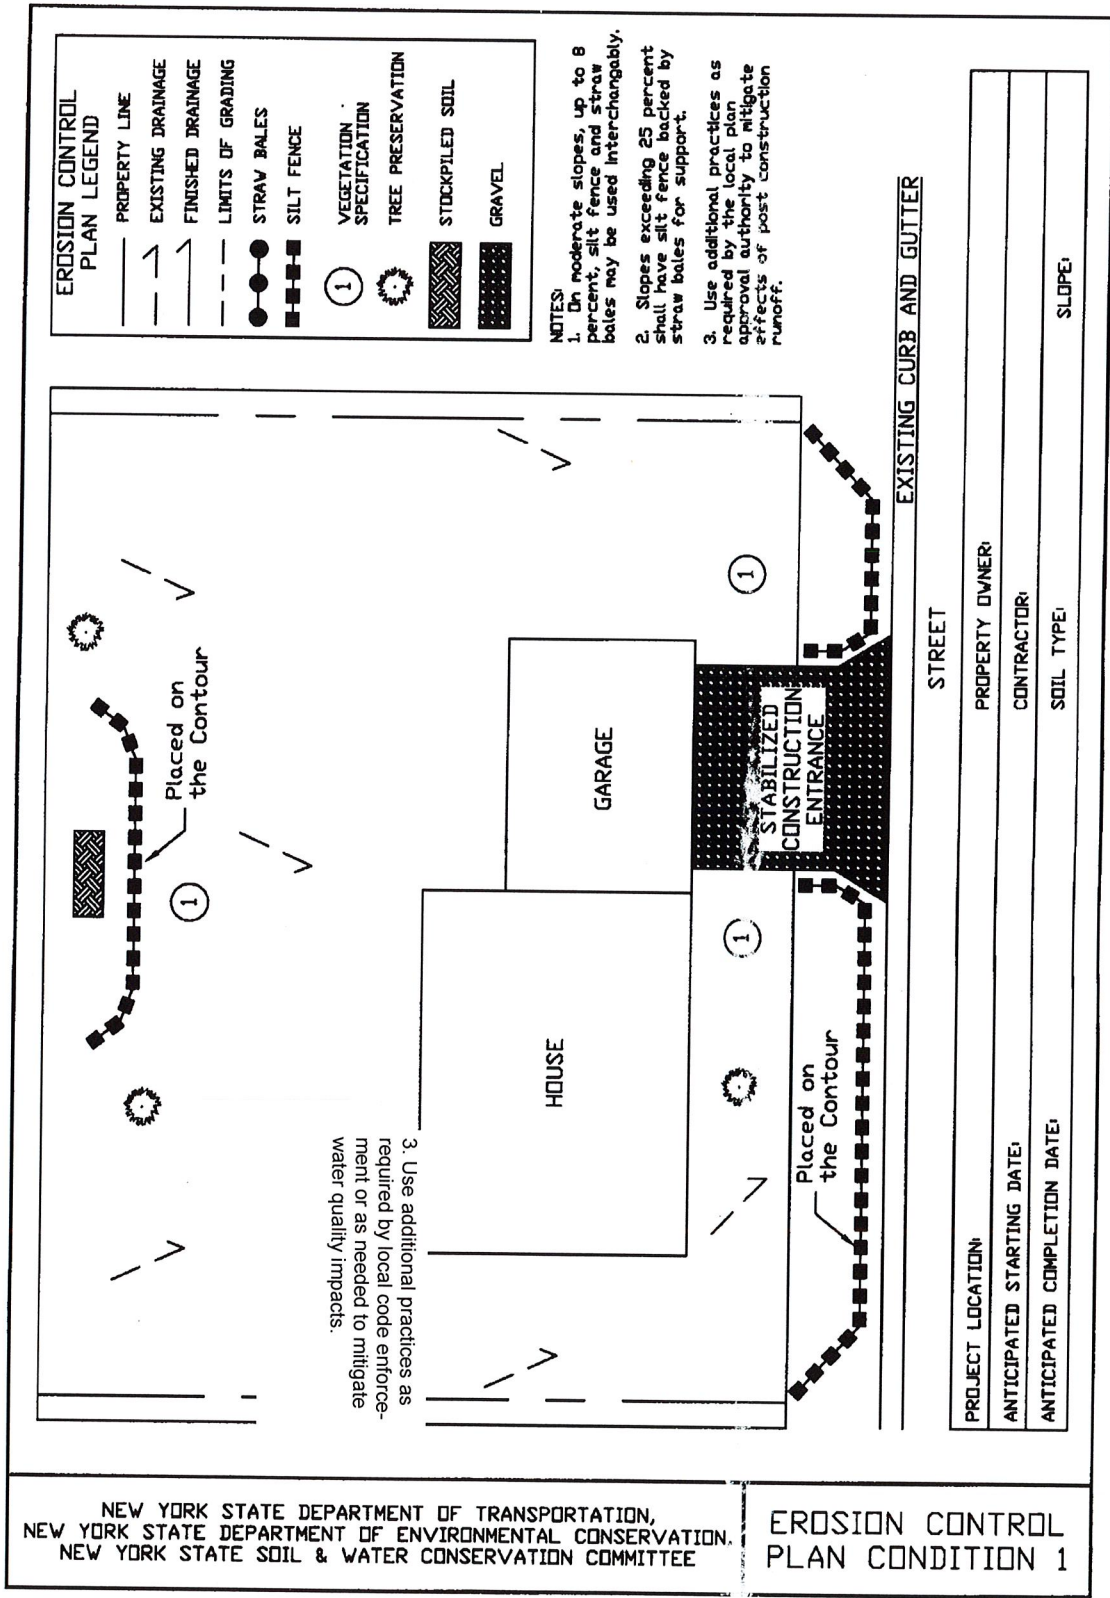 EROSION CONTROL
PLAN LEGEND
PROPERTY LINE
EXISTING DRAINAGE
FINISHED DRAINAGE
LIMITS OF GRADING
STRAW BALES
SILT FENCE
1
VEGETATION
SPECIFICATION
TREE PRESERVATION
STOCKPILED SOIL
GRAVEL
NOTES:
1. On moderate slopes, up to 8
percent, silt fence and straw
bales may be used interchangably.
2. Slopes exceeding 25 percent
shall have silt fence backed by
straw bales for support.
3. Use additional practices as
required by the local plan
approval authority to mitigate
effects of post construction
runoff.
Placed on
the Contour
1
GARAGE
HOUSE
1
1
STABILIZED
CONSTRUCTION
ENTRANCE
Placed on
the Contour
3. Use additional practices as
required by local code enforce-
ment or as needed to mitigate
water quality impacts.
EXISTING CURB AND GUTTER
STREET
PROJECT LOCATION:
PROPERTY OWNER:
ANTICIPATED STARTING DATE:
CONTRACTOR:
ANTICIPATED COMPLETION DATE:
SOIL TYPE:
SLOPE:
NEW YORK STATE DEPARTMENT OF TRANSPORTATION,
NEW YORK STATE DEPARTMENT OF ENVIRONMENTAL CONSERVATION,
NEW YORK STATE SOIL & WATER CONSERVATION COMMITTEE
EROSION CONTROL
PLAN CONDITION 1